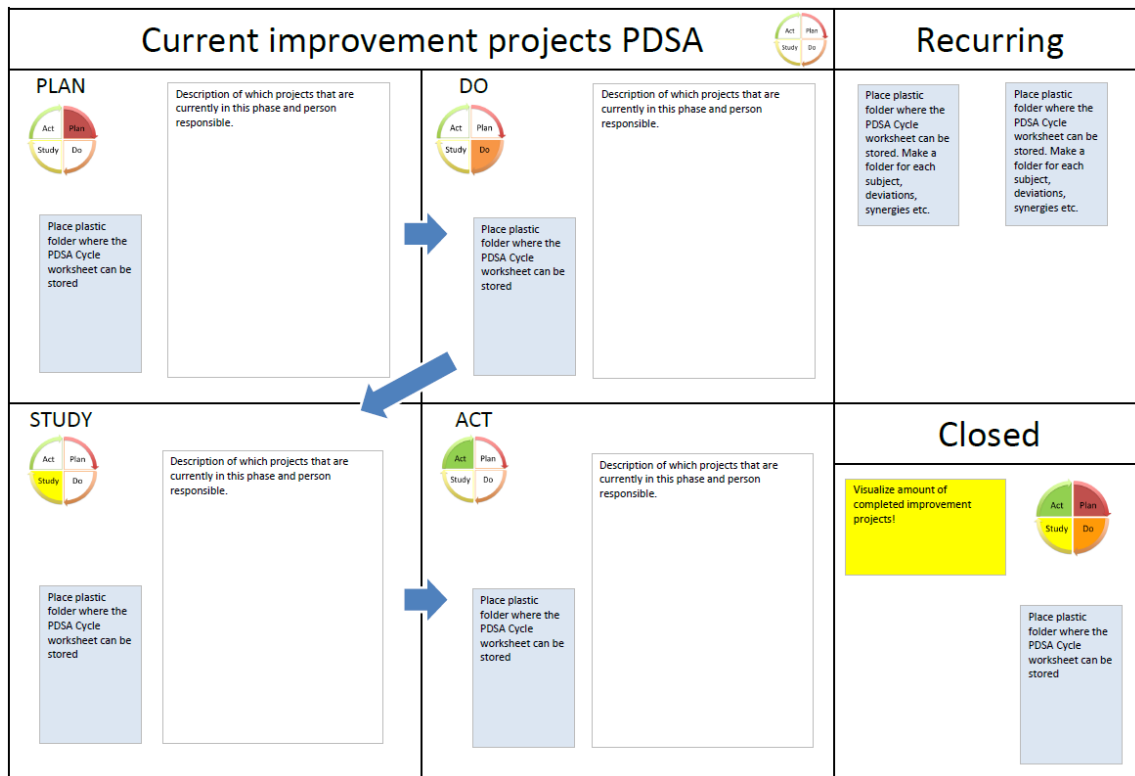 Current improvement projects PDSA
Act Plan
Study Do
Recurring
PLAN
Act Plan
Study Do
Description of which projects that are
currently in this phase and person
responsible.
Place plastic
folder where the
PDSA Cycle
worksheet can be
stored
DO
Act Plan
Study Do
Description of which projects that are
currently in this phase and person
responsible.
Place plastic
folder where the
PDSA Cycle
worksheet can be
stored
Place plastic
folder where the
PDSA Cycle
worksheet can be
stored. Make a
folder for each
subject,
deviations,
synergies etc.
Place plastic
folder where the
PDSA Cycle
worksheet can be
stored. Make a
folder for each
subject,
deviations,
synergies etc.
STUDY
Act Plan
Study Do
Description of which projects that are
currently in this phase and person
responsible.
Place plastic
folder where the
PDSA Cycle
worksheet can be
stored
ACT
Act Plan
Study Do
Description of which projects that are
currently in this phase and person
responsible.
Place plastic
folder where the
PDSA Cycle
worksheet can be
stored
Closed
Visualize amount of
completed improvement
projects!
Act Plan
Study Do
Place plastic
folder where the
PDSA Cycle
worksheet can be
stored